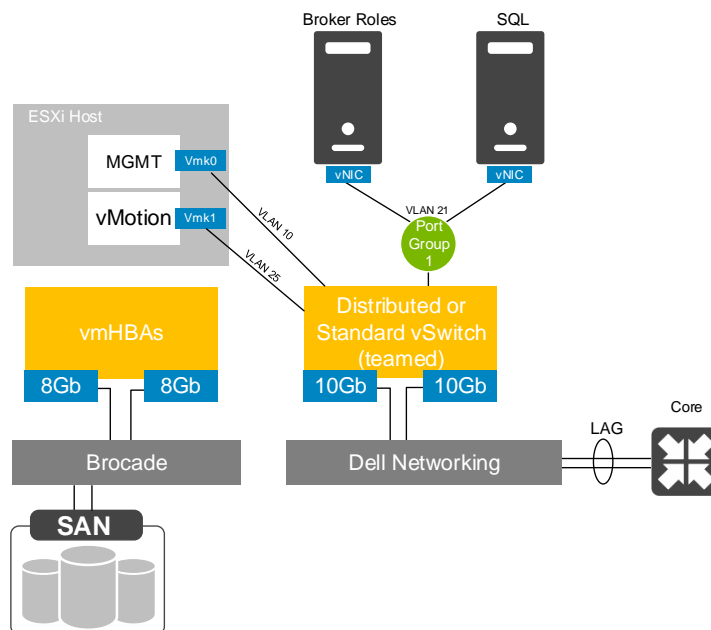 Broker Roles
SQL
ESXi Host
MGMT
Vmk0
vMotion
Vmk1
vNIC
vNIC
VLAN 21
VLAN 10
VLAN 25
Port
Group
1
vmHBAs
8Gb
8Gb
Distributed or
Standard vSwitch
(teamed)
10Gb
10Gb
Core
LAG
Brocade
Dell Networking
SAN